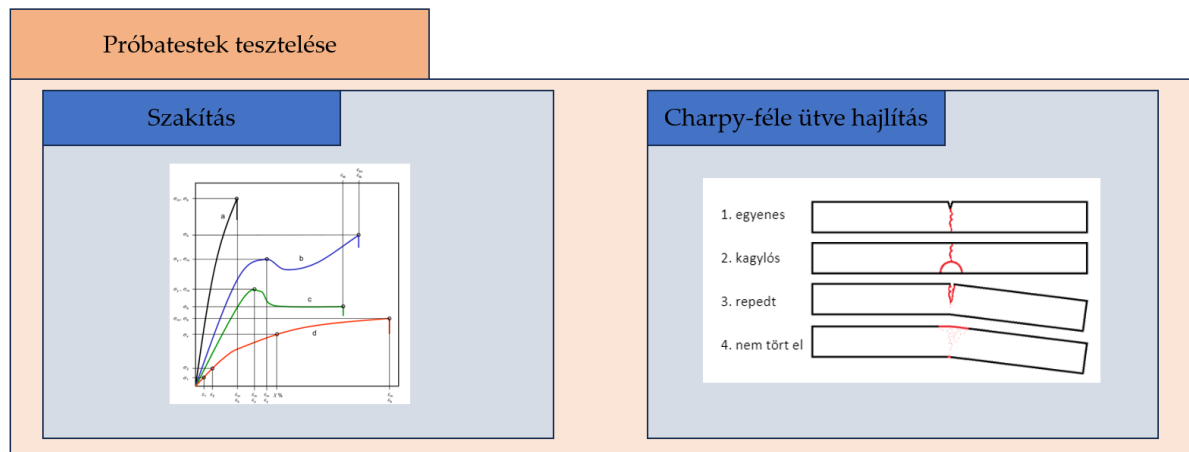 Próbatestek tesztelése
Szakítás
a
b
c
d
X %
Charpy-féle ütve hajlítás
1. egyenes
2. kagylós
3. repedt
4. nem tört el